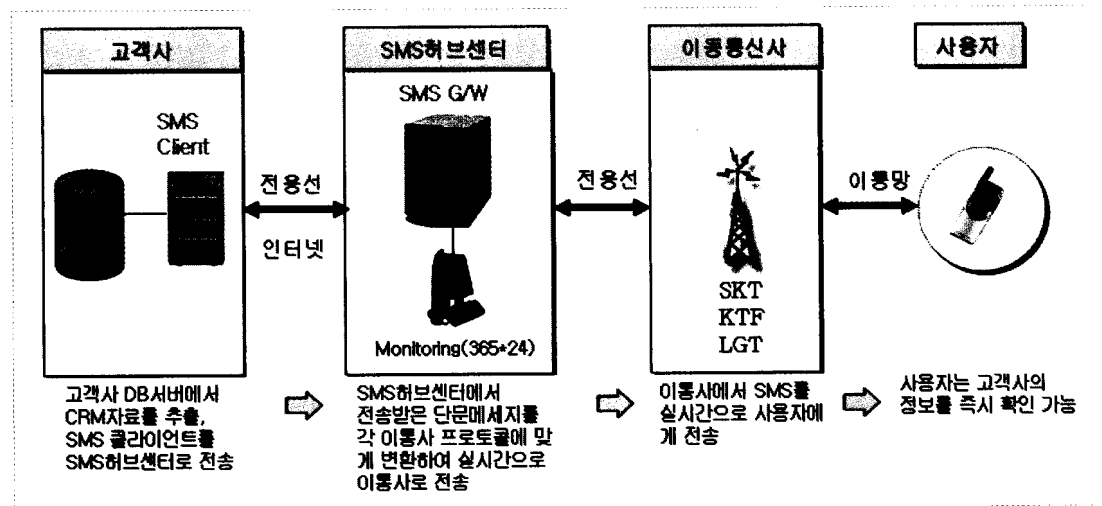 고객사
SMS허브센터
이동통신사
사용자
SMS
Client
SMS G/W
전용선
인터넷
전용선
이동망
Monitoring(365*24)
SKT
KTF
LGT
고객사 DB서버에서
CRM자료를 추출,
SMS 클라이언트를
SMS허브센터로 전송
SMS허브센터에서
전송받은 단문메세지를
각 이통사 프로토콜에 맞
게 변환하여 실시간으로
이통사로 전송
이통사에서 SMS를
실시간으로 사용자에
게 전송
사용자는 고객사의
정보를 즉시 확인 가능